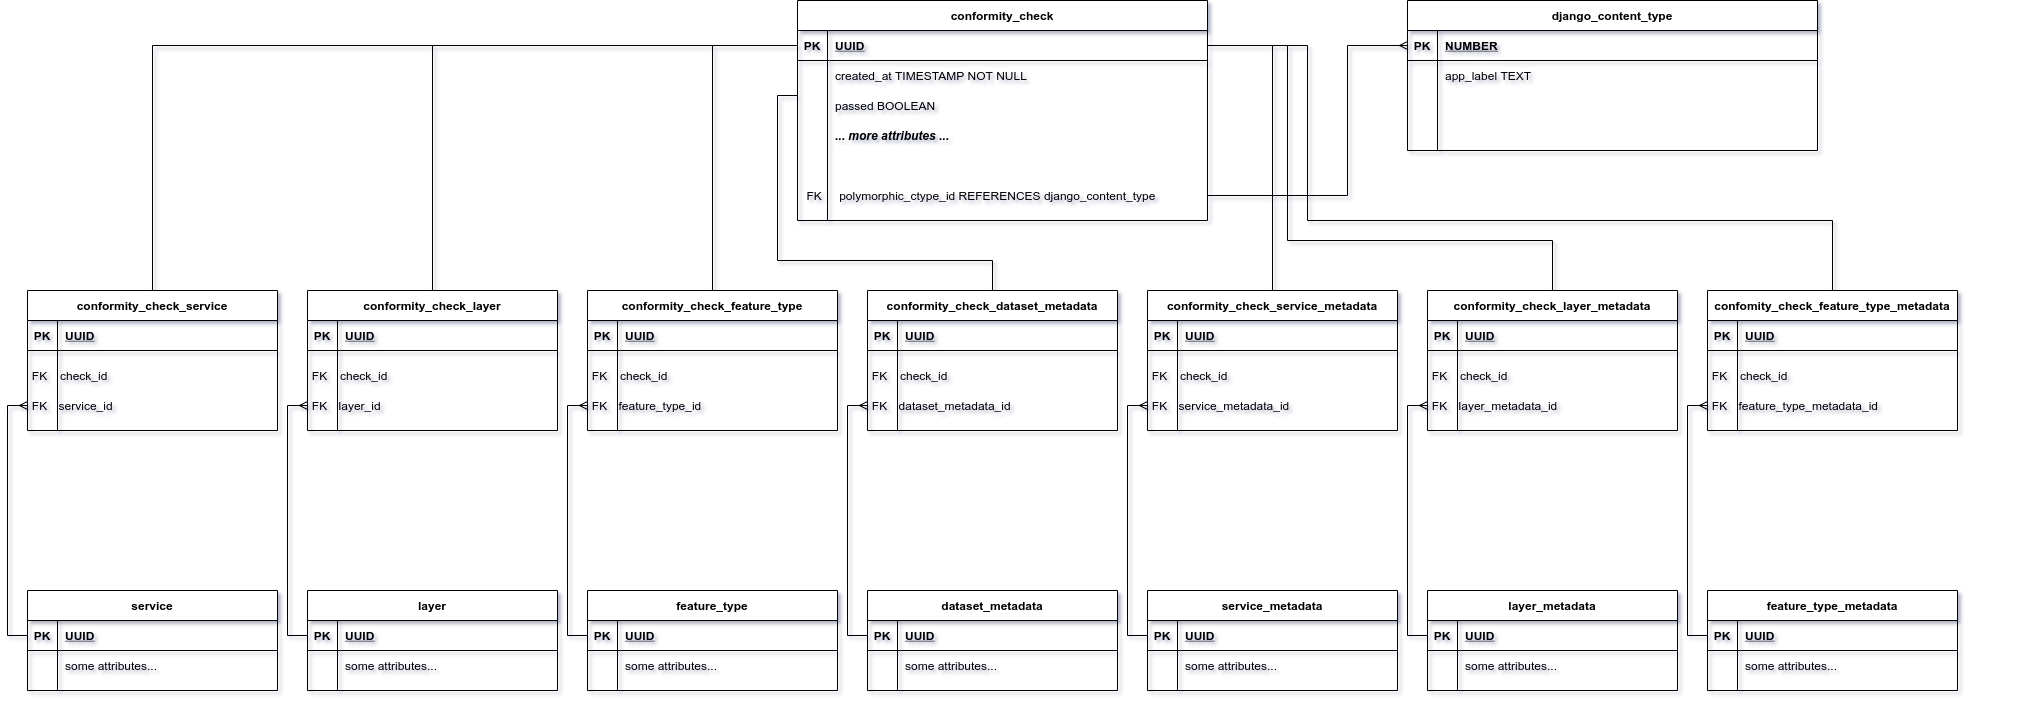 conformity_check
PK UUID
created_at TIMESTAMP NOT NULL
passed BOOLEAN
... more attributes ...
FK polymorphic_ctype_id REFERENCES django_content_type
django_content_type
PK NUMBER
app_label TEXT
conformity_check_service
PK UUID
FK check_id
FK service_id
conformity_check_layer
PK UUID
FK check_id
FK layer_id
conformity_check_feature_type
PK UUID
FK check_id
FK feature_type_id
conformity_check_dataset_metadata
PK UUID
FK check_id
FK dataset_metadata_id
conformity_check_service_metadata
PK UUID
FK check_id
FK service_metadata_id
conformity_check_layer_metadata
PK UUID
FK check_id
FK layer_metadata_id
confomity_check_feature_type_metadata
PK UUID
FK check_id
FK feature_type_metadata_id
service
PK UUID
some attributes...
layer
PK UUID
some attributes...
feature_type
PK UUID
some attributes...
dataset_metadata
PK UUID
some attributes...
service_metadata
PK UUID
some attributes...
layer_metadata
PK UUID
some attributes...
feature_type_metadata
PK UUID
some attributes...